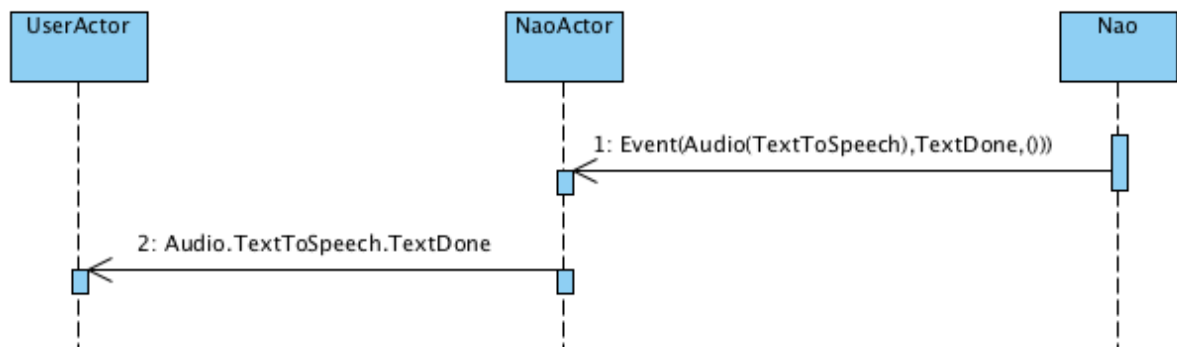 UserActor
NaoActor
Nao
1: Event(Audio(TextToSpeech),TextDone,()))
2: Audio.TextToSpeech.TextDone